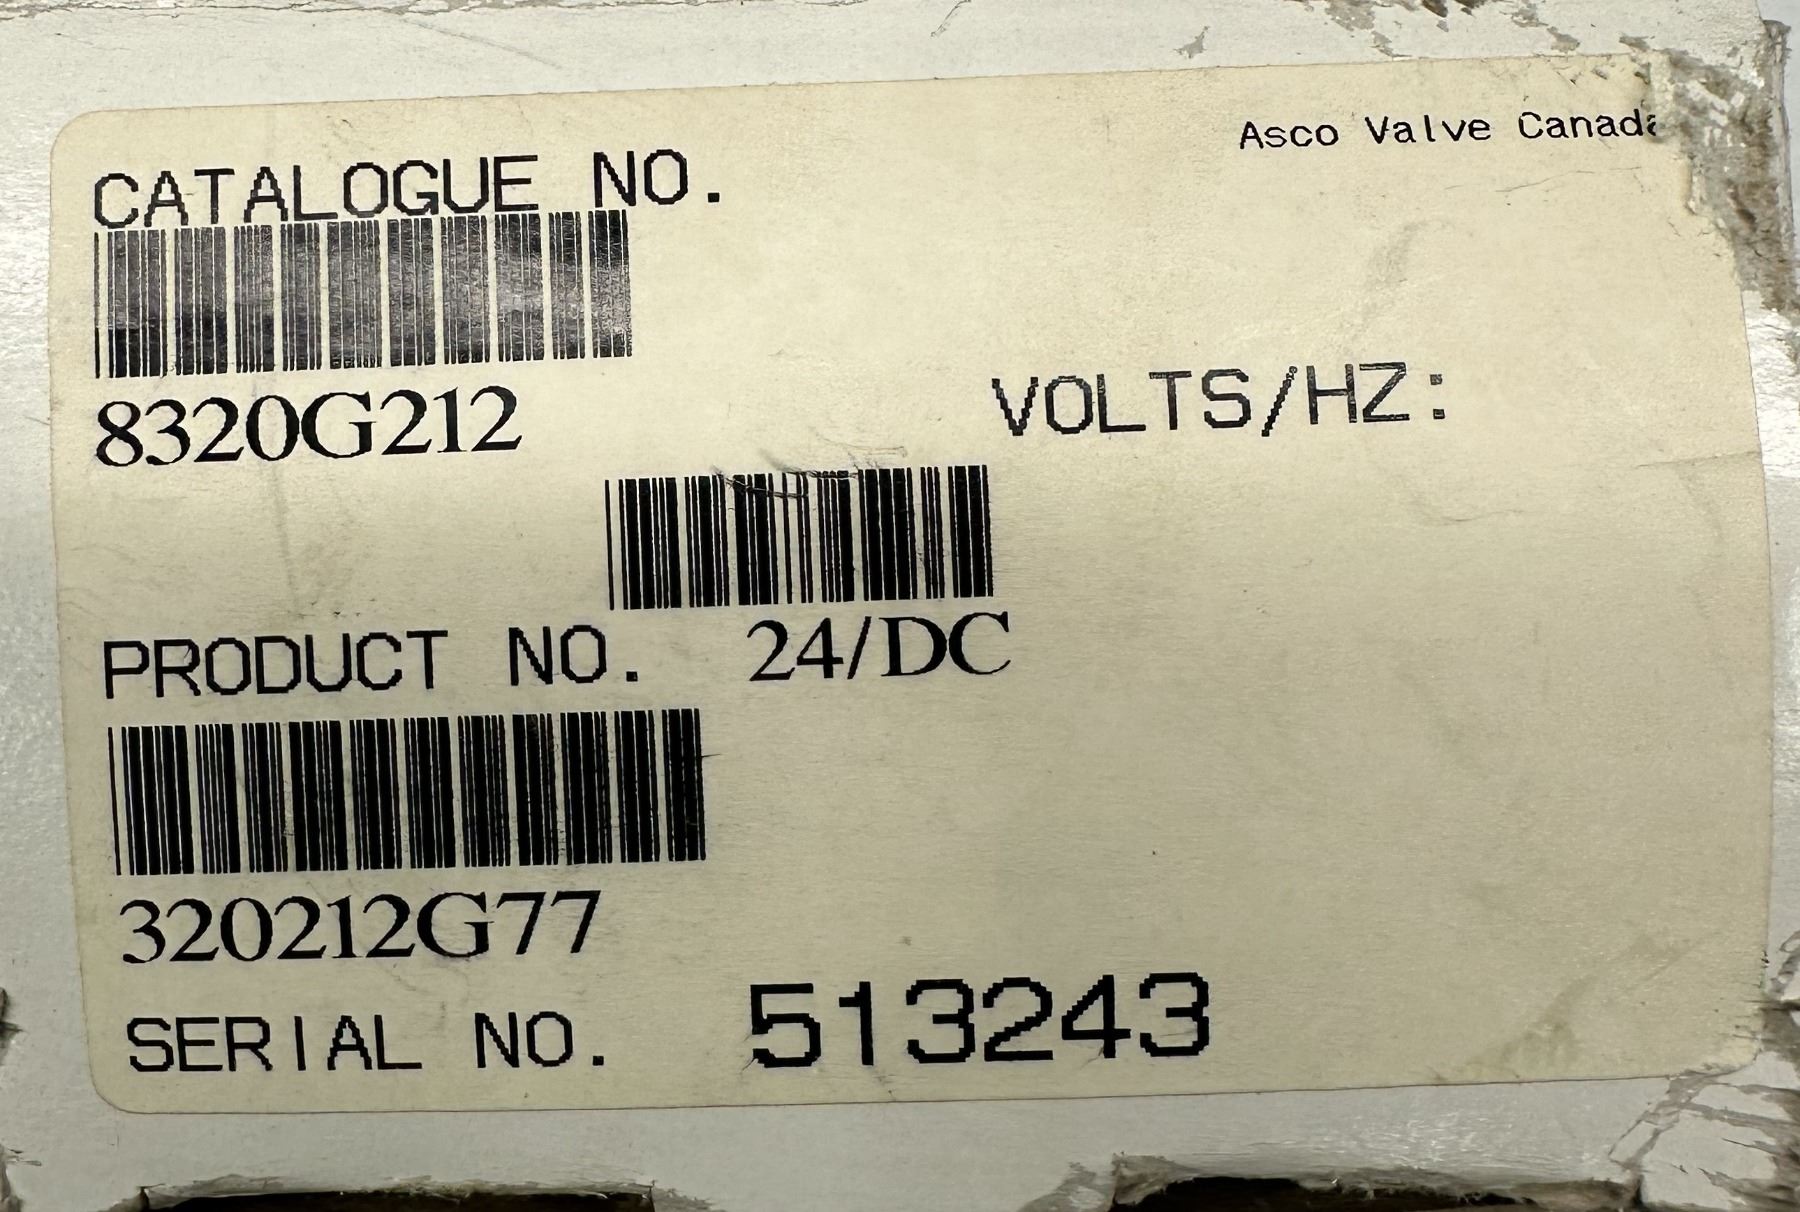 Asco Valve Canada
CATALOGUE NO.
8320G212
VOLTS/HZ:
24/DC
PRODUCT NO.
320212G77
SERIAL NO. 513243